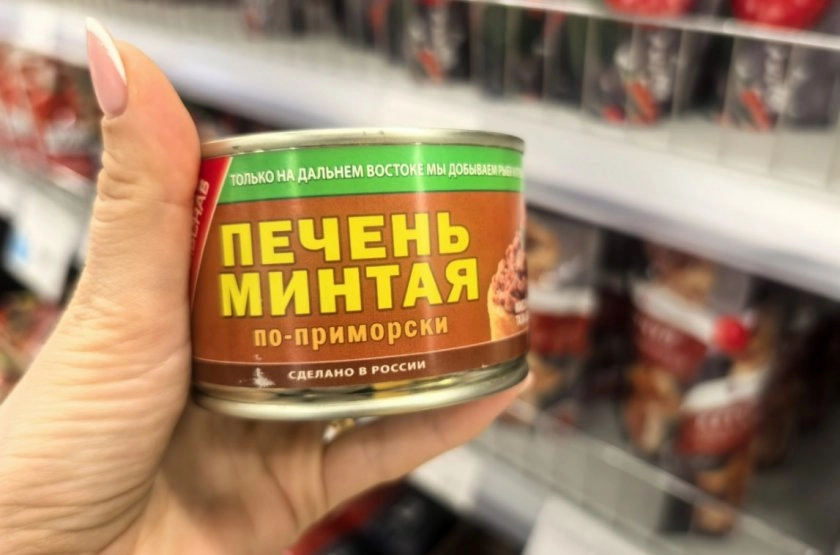 ТОЛЬКО НА ДАЛЬНЕМ ВОСТОКЕ МЫ ДОБЫВАЕМ
ПЕЧЕНЬ
МИНТАЯ
по-приморски
СДЕЛАНО В РОССИИ